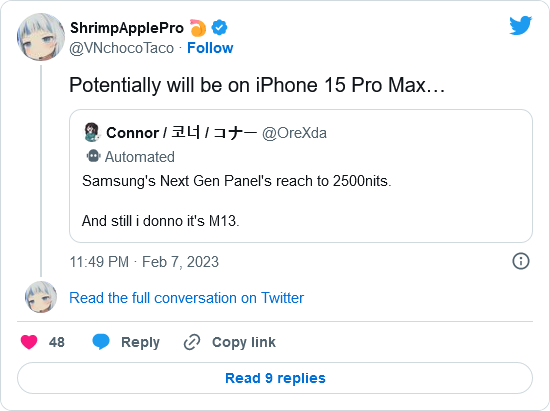 ShrimpApplePro 🍤
@VNchocoTaco · Follow
Potentially will be on iPhone 15 Pro Max…
Connor / 코너 / コナー @OreXda
Automated
Samsung's Next Gen Panel's reach to 2500nits.
And still i donno it's M13.
11:49 PM · Feb 7, 2023
Read the full conversation on Twitter
48 Reply Copy link
Read 9 replies